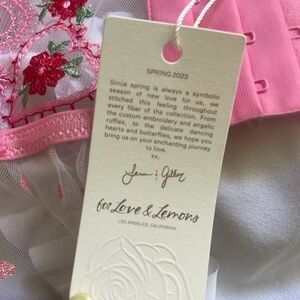 SPRING 2023
Since spring is always a symbolic
season of new love for us, we
stitched this feeling throughout
every fiber of the collection. From
the custom embroidery and angelic
ruffles, to the delicate dancing
hearts and butterflies, we hope you
bring us on your enchanting journey
to love.
xx,
for Love & Lemons
LOS ANGELES, CALIFORNIA